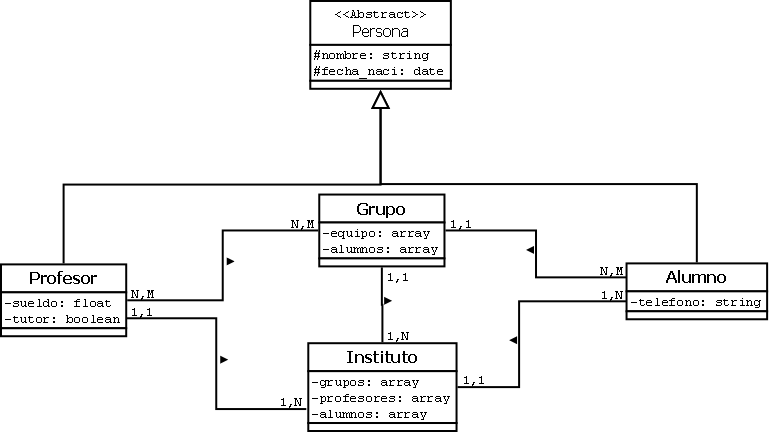 <<Abstract>>
Persona
#nombre: string
#fecha_naci: date
Grupo
-equipo: array
-alumnos: array
N,M
1,1
Profesor
-sueldo: float
-tutor: boolean
N,M
1,1
Alumno
-telefono: string
N,M
1,N
1,1
1,N
Instituto
-grupos: array
-profesores: array
-alumnos: array
1,N
1,1